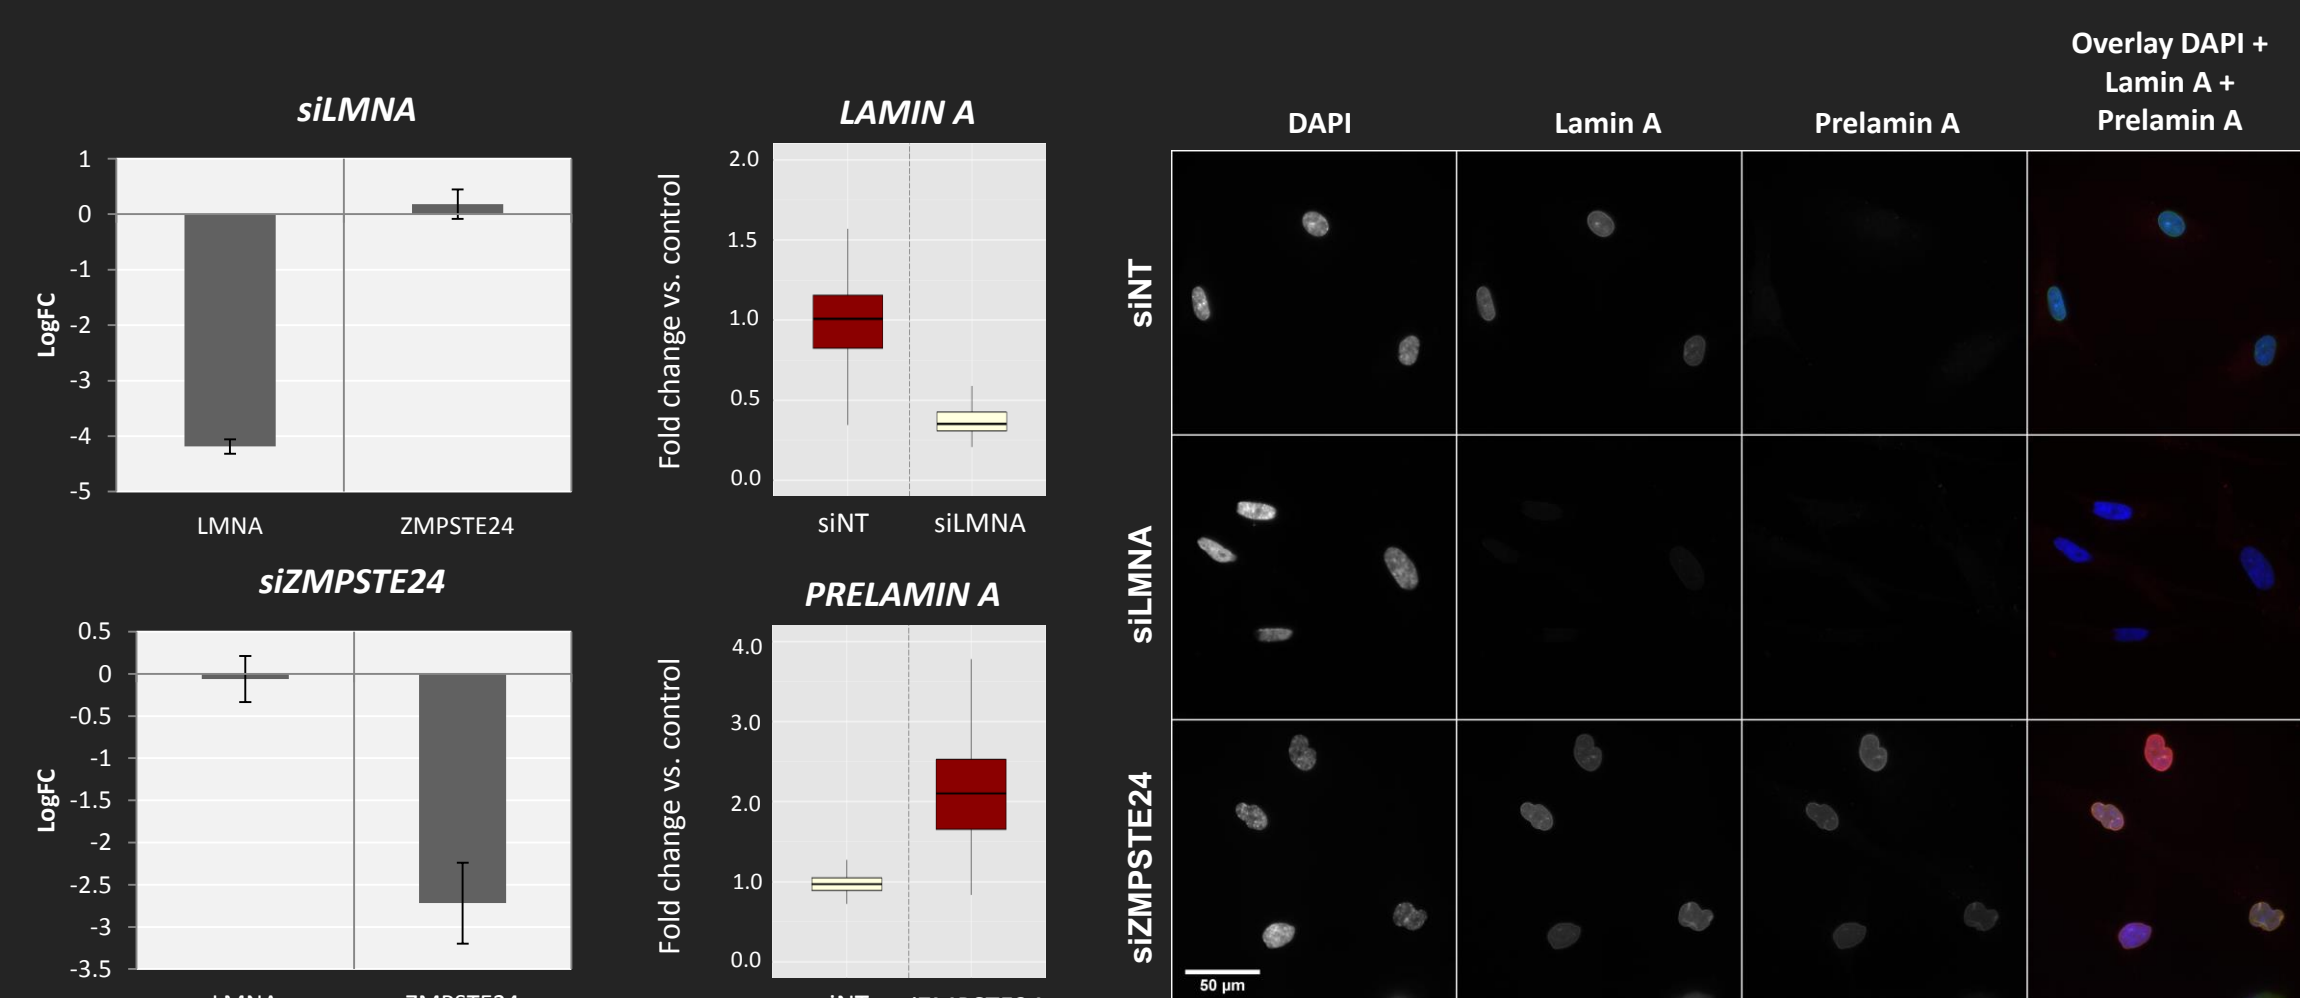 siLMNA
1
0
-1
-2
-3
-4
-5
LogFC
LMNA
ZMPSTE24
siZMPSTE24
0.5
0
-0.5
-1
-1.5
-2
-2.5
-3
-3.5
LogFC
LMNA
ZMPSTE24
LAMIN A
Fold change vs. control
2.0
1.5
1.0
0.5
0.0
siNT
siLMNA
PRELAMIN A
Fold change vs. control
4.0
3.0
2.0
1.0
0.0
DAPI
Lamin A
Prelamin A
Overlay DAPI +
Lamin A +
Prelamin A
siNT
siLMNA
siZMPSTE24
50 µm